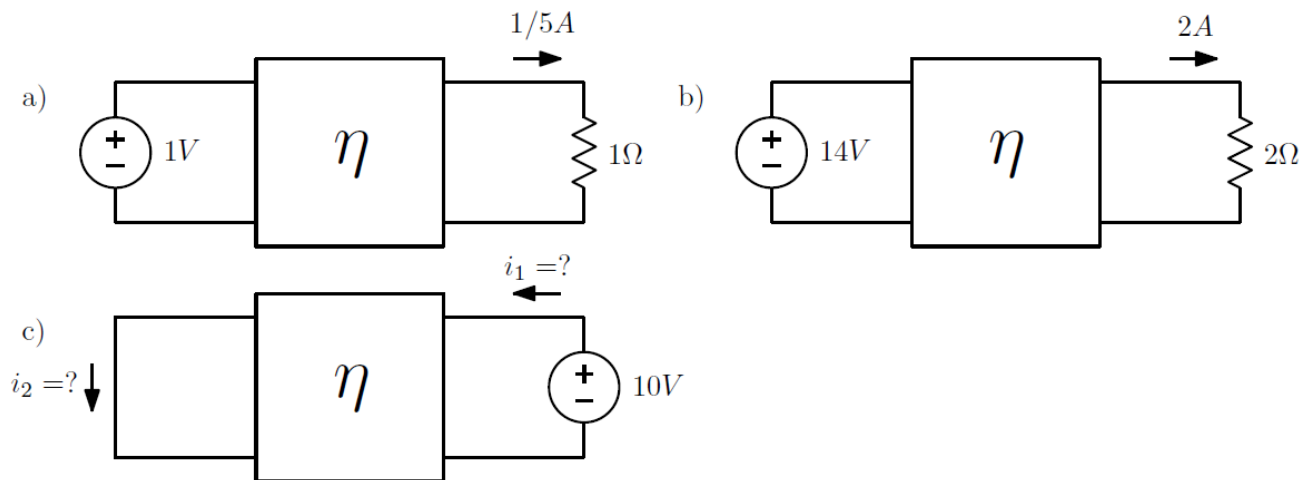 1/5A
a)
+
−
1V
η
1Ω
2A
b)
+
−
14V
η
2Ω
i₁ =?
c)
i₂ =?
η
+
−
10V